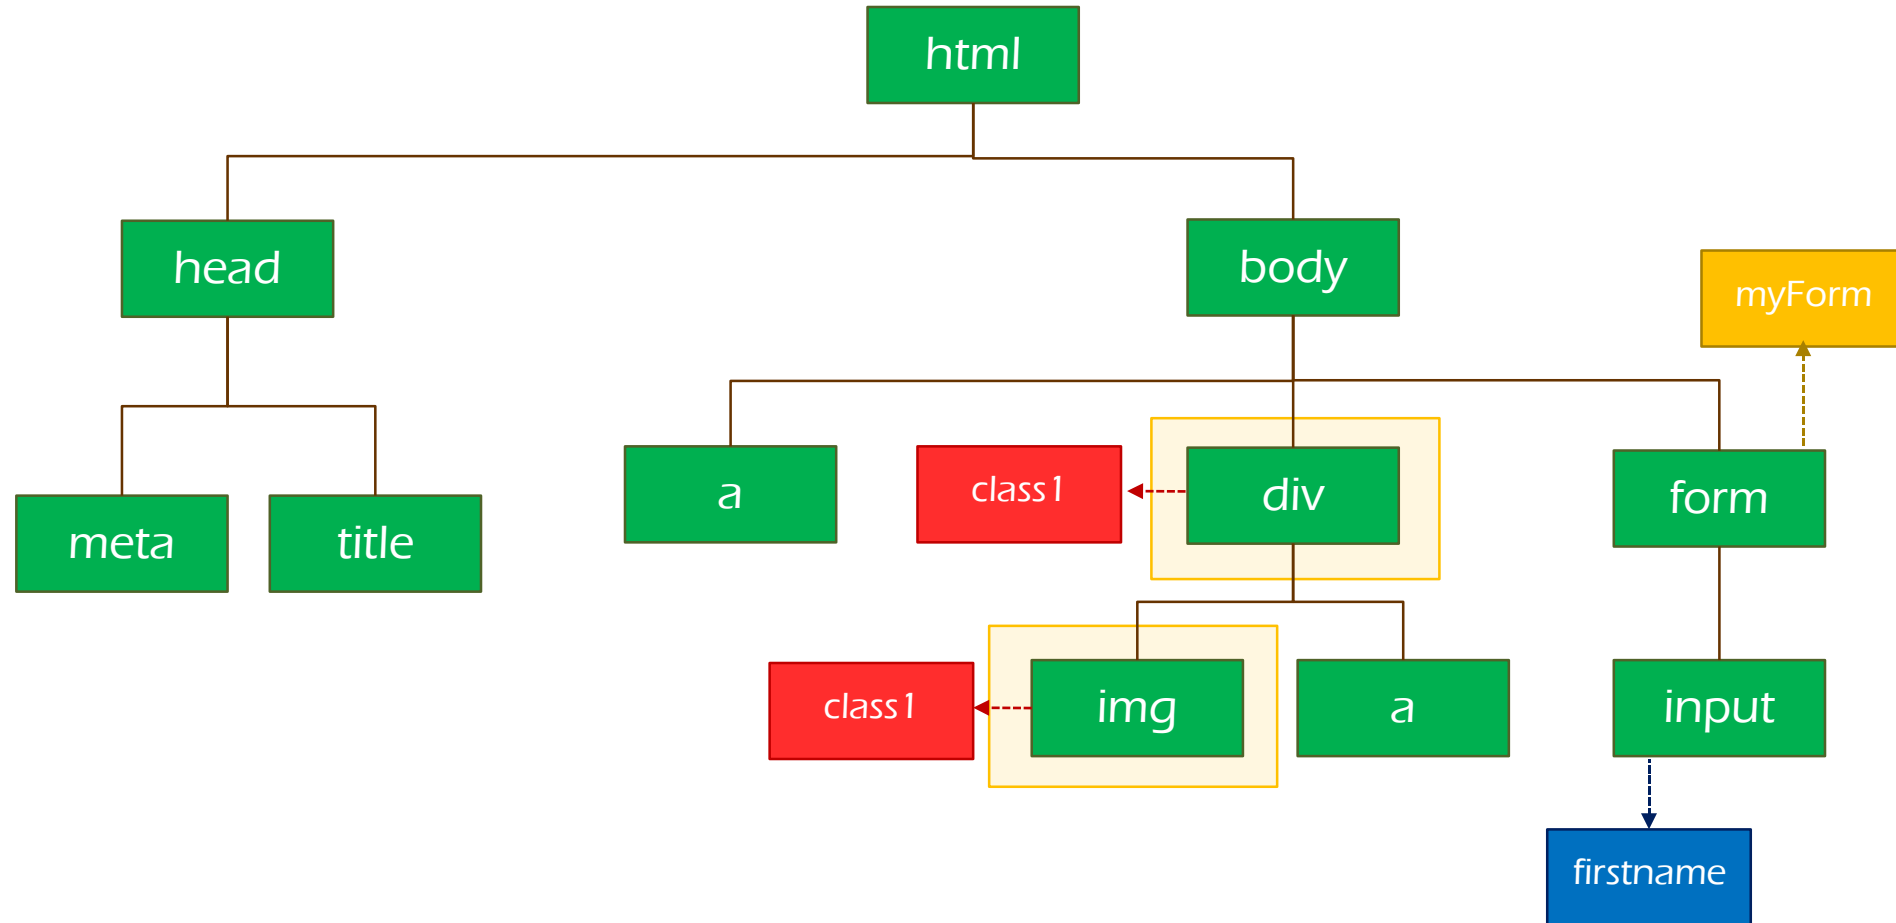 html
head
body
myForm
a
class1
div
form
meta
title
class1
img
a
input
firstname